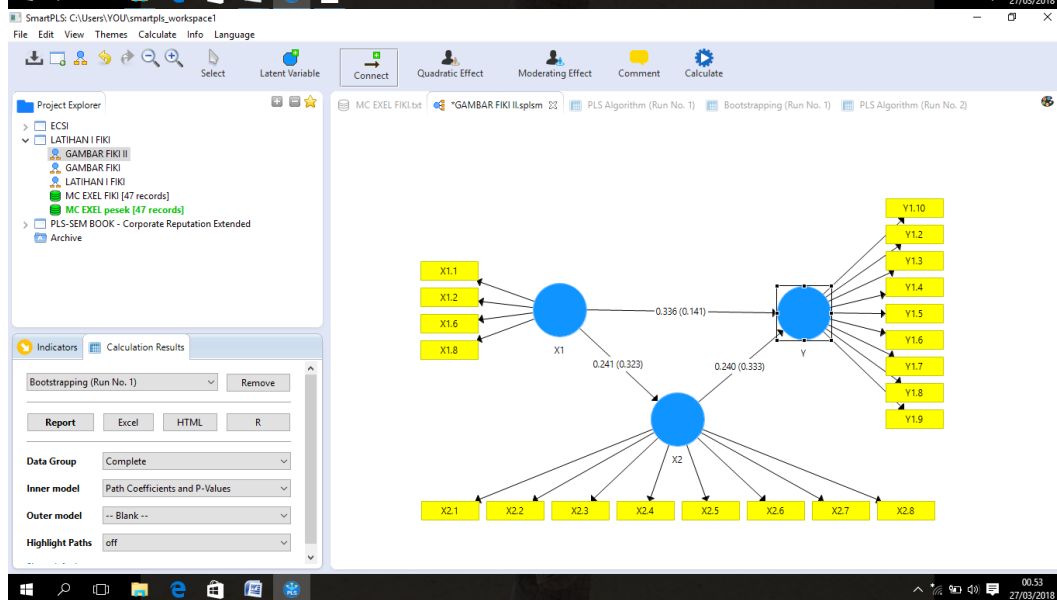 27/03/2018
SmartPLS: C:\Users\YOU\smartpls_workspace1
File Edit View Themes Calculate Info Language
Select
Latent Variable
Connect
Quadratic Effect
Moderating Effect
Comment
Calculate
Project Explorer
ECSI
LATIHAN I FIKI
GAMBAR FIKI II
GAMBAR FIKI
LATIHAN I FIKI
MC EXEL FIKI [47 records]
MC EXEL pesek [47 records]
PLS-SEM BOOK - Corporate Reputation Extended
Archive
MC EXEL FIKI.txt
*GAMBAR FIKI II.splsm
PLS Algorithm (Run No. 1)
Bootstrapping (Run No. 1)
PLS Algorithm (Run No. 2)
Indicators
Calculation Results
Bootstrapping (Run No. 1)
Remove
Report
Excel
HTML
R
Data Group
Complete
Inner model
Path Coefficients and P-Values
Outer model
-- Blank --
Highlight Paths
off
X1.1
X1.2
X1.6
X1.8
X1
0.336 (0.141)
0.241 (0.323)
0.240 (0.333)
Y
Y1.10
Y1.2
Y1.3
Y1.4
Y1.5
Y1.6
Y1.7
Y1.8
Y1.9
X2
X2.1
X2.2
X2.3
X2.4
X2.5
X2.6
X2.7
X2.8
PLS
00.53
27/03/2018